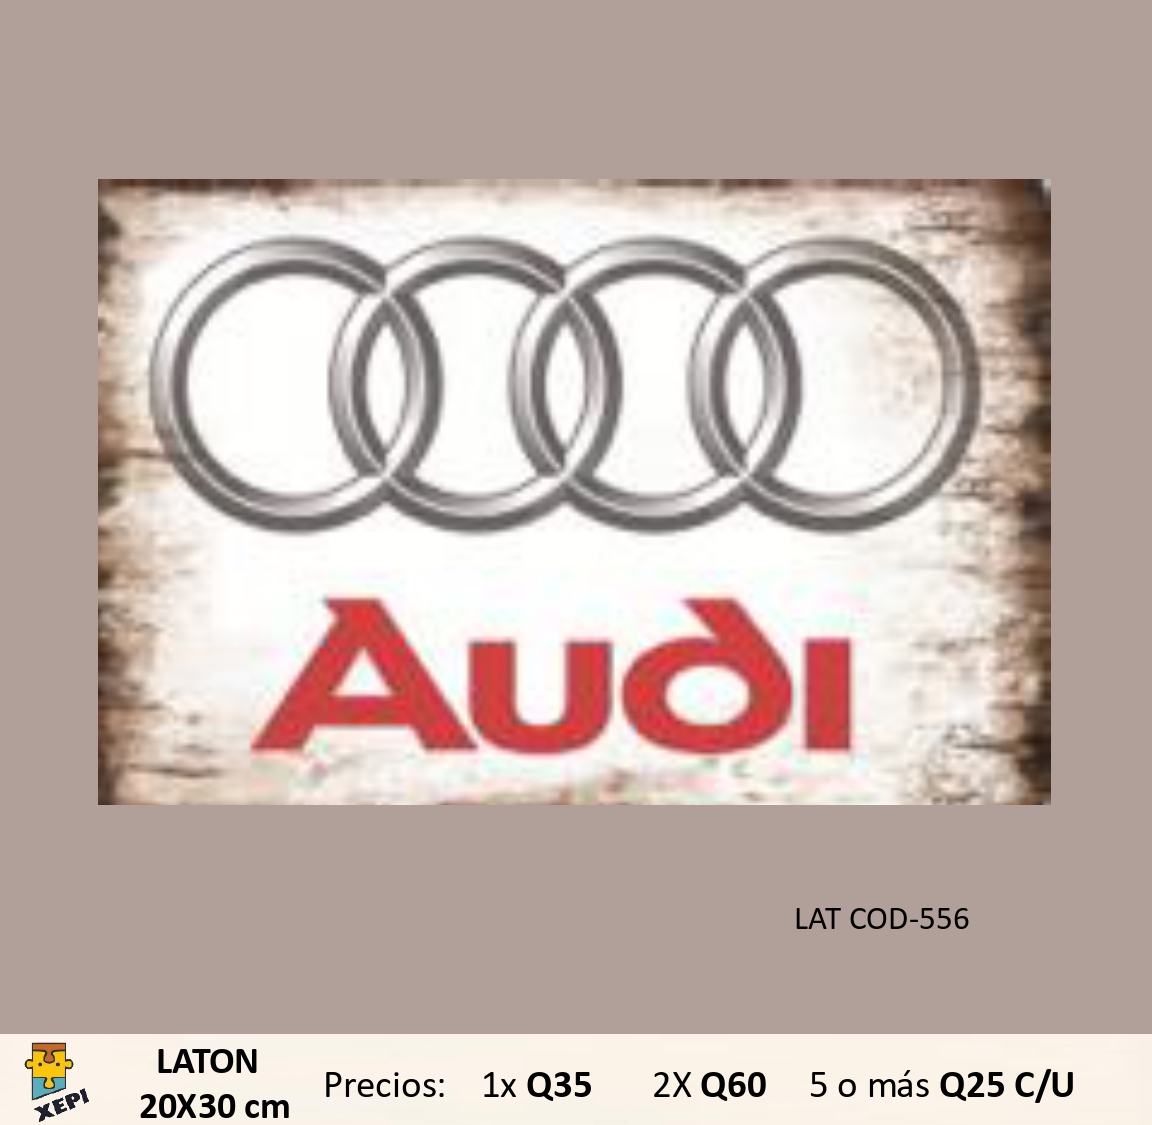 Audi
LAT COD-556
XEPI
LATON
20X30 cm
Precios: 1x Q35 2X Q60 5 o más Q25 C/U